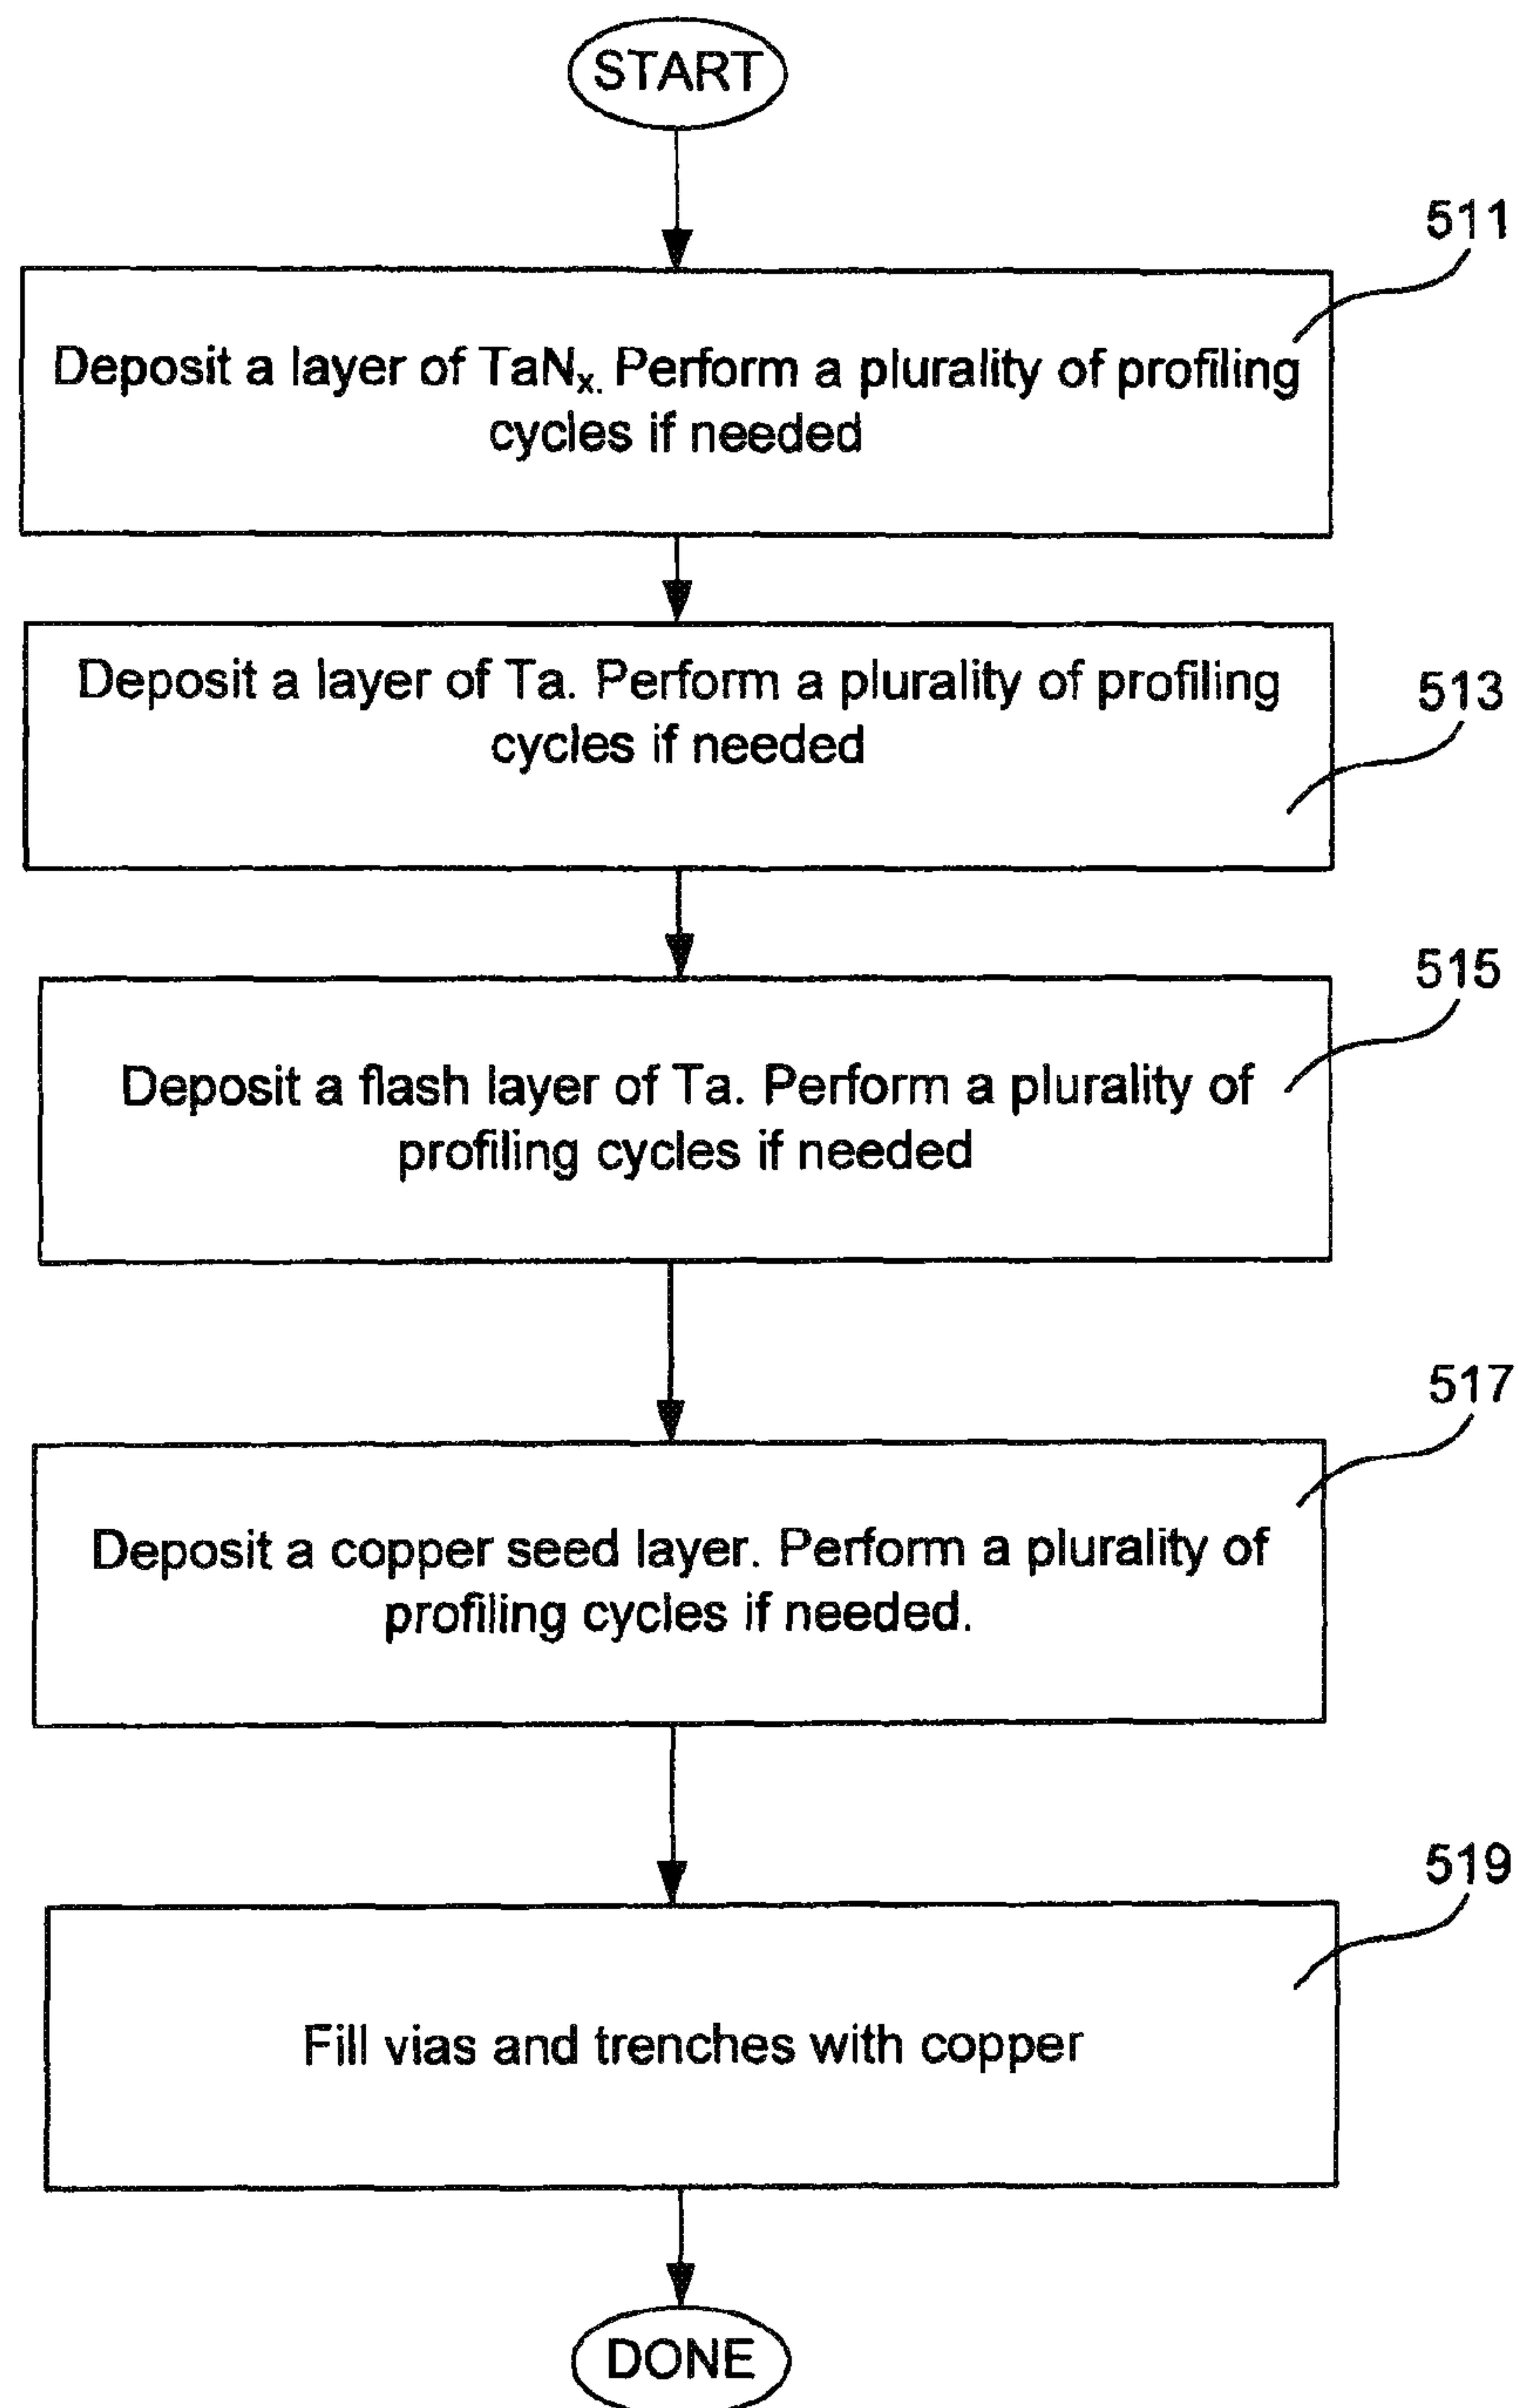 START
511
Deposit a layer of TaNₓ. Perform a plurality of profiling
cycles if needed
Deposit a layer of Ta. Perform a plurality of profiling
513
cycles if needed
515
Deposit a flash layer of Ta. Perform a plurality of
profiling cycles if needed
517
Deposit a copper seed layer. Perform a plurality of
profiling cycles if needed.
519
Fill vias and trenches with copper
DONE